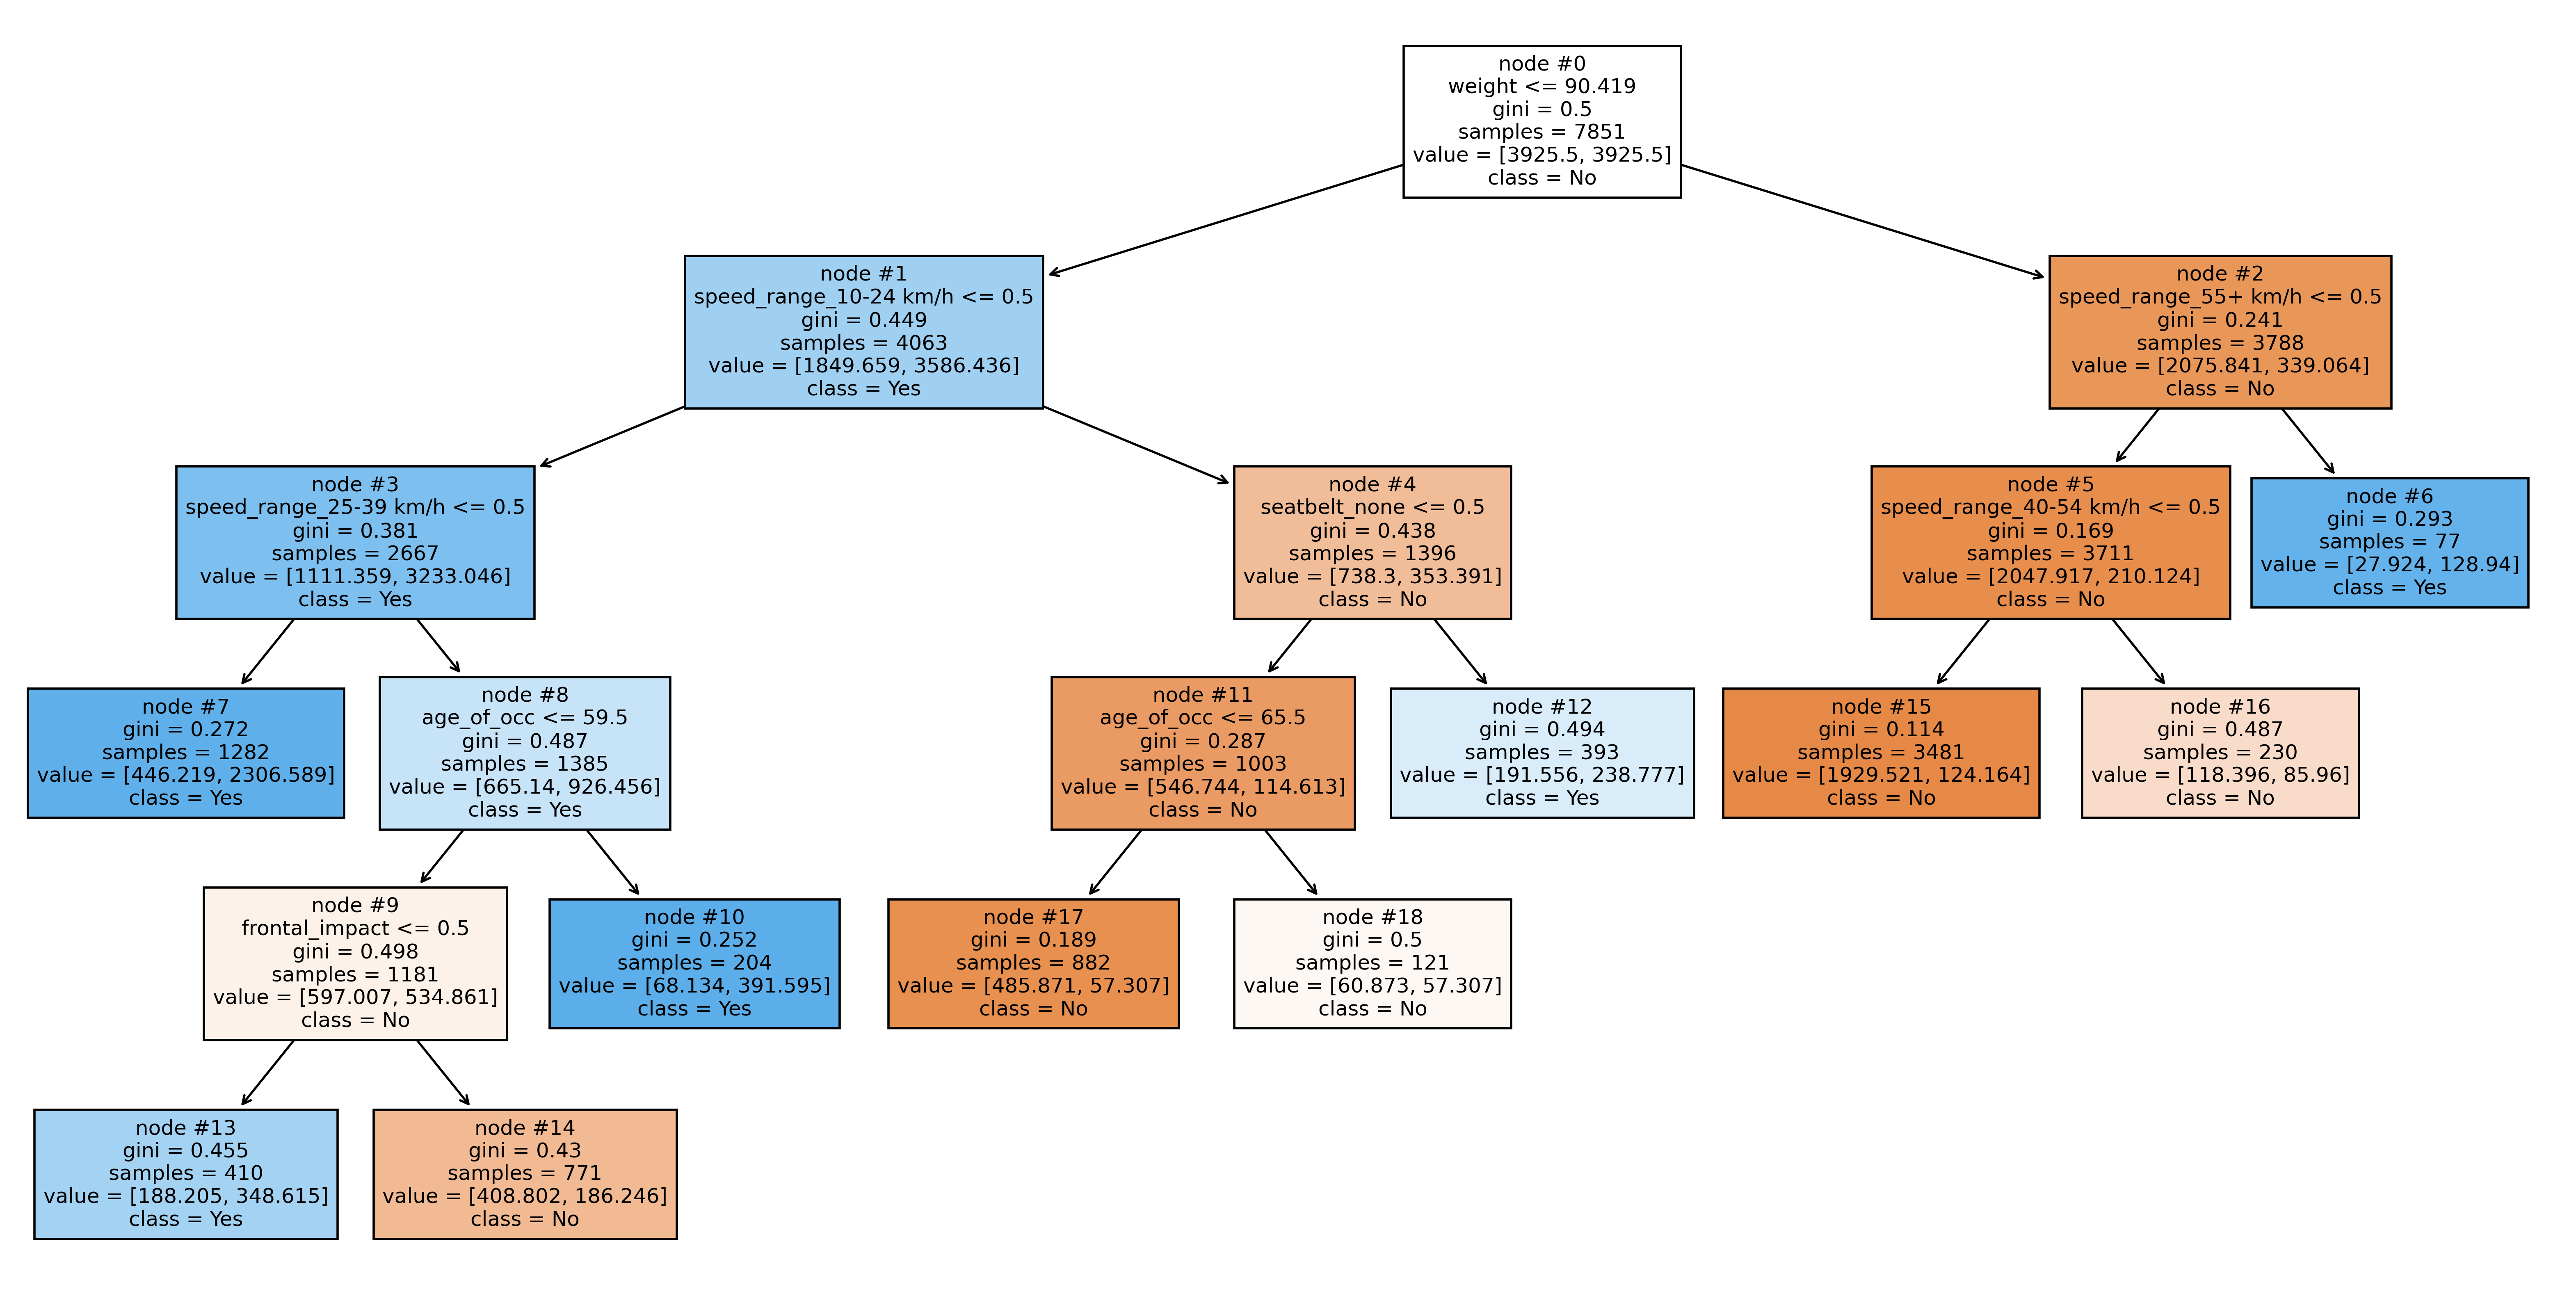 node #0
weight <= 90.419
gini = 0.5
samples = 7851
value = [3925.5, 3925.5]
class = No
node #1
speed_range_10-24 km/h <= 0.5
gini = 0.449
samples = 4063
value = [1849.659, 3586.436]
class = Yes
node #2
speed_range_55+ km/h <= 0.5
gini = 0.241
samples = 3788
value = [2075.841, 339.064]
class = No
node #3
speed_range_25-39 km/h <= 0.5
gini = 0.381
samples = 2667
value = [1111.359, 3233.046]
class = Yes
node #4
seatbelt_none <= 0.5
gini = 0.438
samples = 1396
value = [738.3, 353.391]
class = No
node #5
speed_range_40-54 km/h <= 0.5
gini = 0.169
samples = 3711
value = [2047.917, 210.124]
class = No
node #6
gini = 0.293
samples = 77
value = [27.924, 128.94]
class = Yes
node #7
gini = 0.272
samples = 1282
value = [446.219, 2306.589]
class = Yes
node #8
age_of_occ <= 59.5
gini = 0.487
samples = 1385
value = [665.14, 926.456]
class = Yes
node #11
age_of_occ <= 65.5
gini = 0.287
samples = 1003
value = [546.744, 114.613]
class = No
node #12
gini = 0.494
samples = 393
value = [191.556, 238.777]
class = Yes
node #15
gini = 0.114
samples = 3481
value = [1929.521, 124.164]
class = No
node #16
gini = 0.487
samples = 230
value = [118.396, 85.96]
class = No
node #9
frontal_impact <= 0.5
gini = 0.498
samples = 1181
value = [597.007, 534.861]
class = No
node #10
gini = 0.252
samples = 204
value = [68.134, 391.595]
class = Yes
node #17
gini = 0.189
samples = 882
value = [485.871, 57.307]
class = No
node #18
gini = 0.5
samples = 121
value = [60.873, 57.307]
class = No
node #13
gini = 0.455
samples = 410
value = [188.205, 348.615]
class = Yes
node #14
gini = 0.43
samples = 771
value = [408.802, 186.246]
class = No